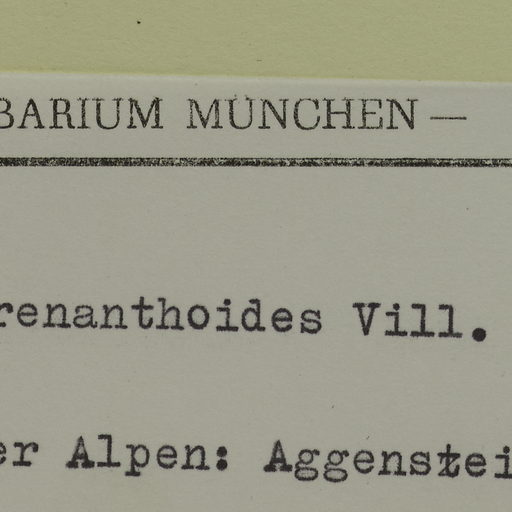 BARIUM MÜNCHEN —
renanthoides Vill.
er Alpen: Aggenstei